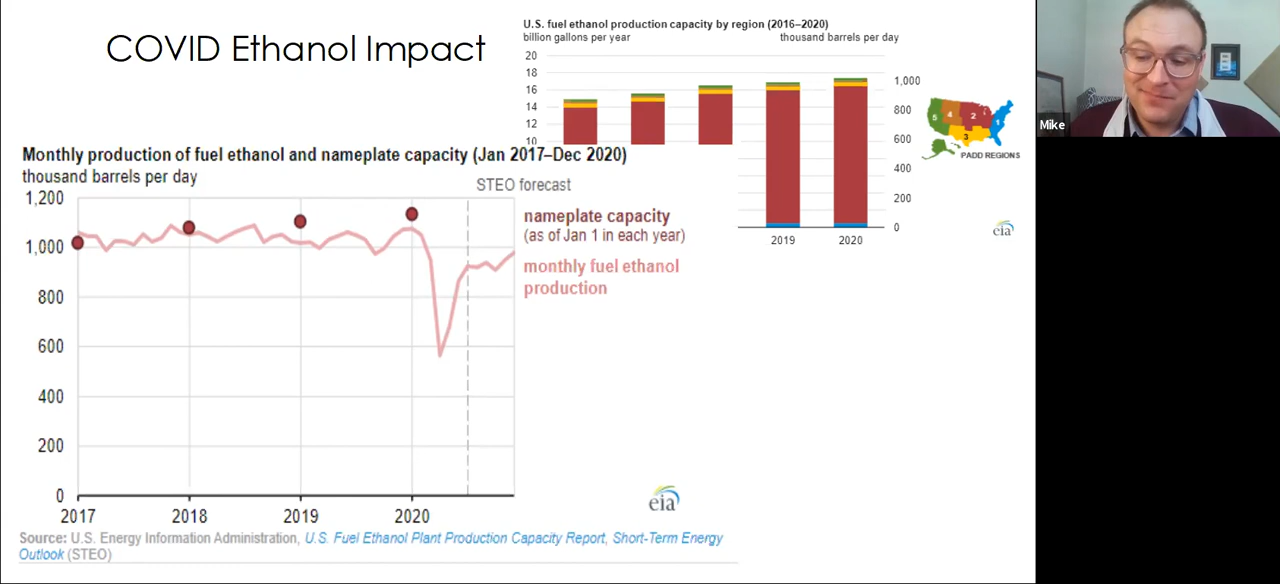 COVID Ethanol Impact
U.S. fuel ethanol production capacity by region (2016–2020)
billion gallons per year
thousand barrels per day
20
18
16
14
12
10
1,000
800
600
400
200
0
2019
2020
1
2
3
4
5
PADD REGIONS
eia
Mike
Monthly production of fuel ethanol and nameplate capacity (Jan 2017–Dec 2020)
thousand barrels per day
STEO forecast
1,200
1,000
800
600
400
200
0
2017
2018
2019
2020
nameplate capacity
(as of Jan 1 in each year)
monthly fuel ethanol
production
eia
Source: U.S. Energy Information Administration, U.S. Fuel Ethanol Plant Production Capacity Report, Short-Term Energy
Outlook (STEO)